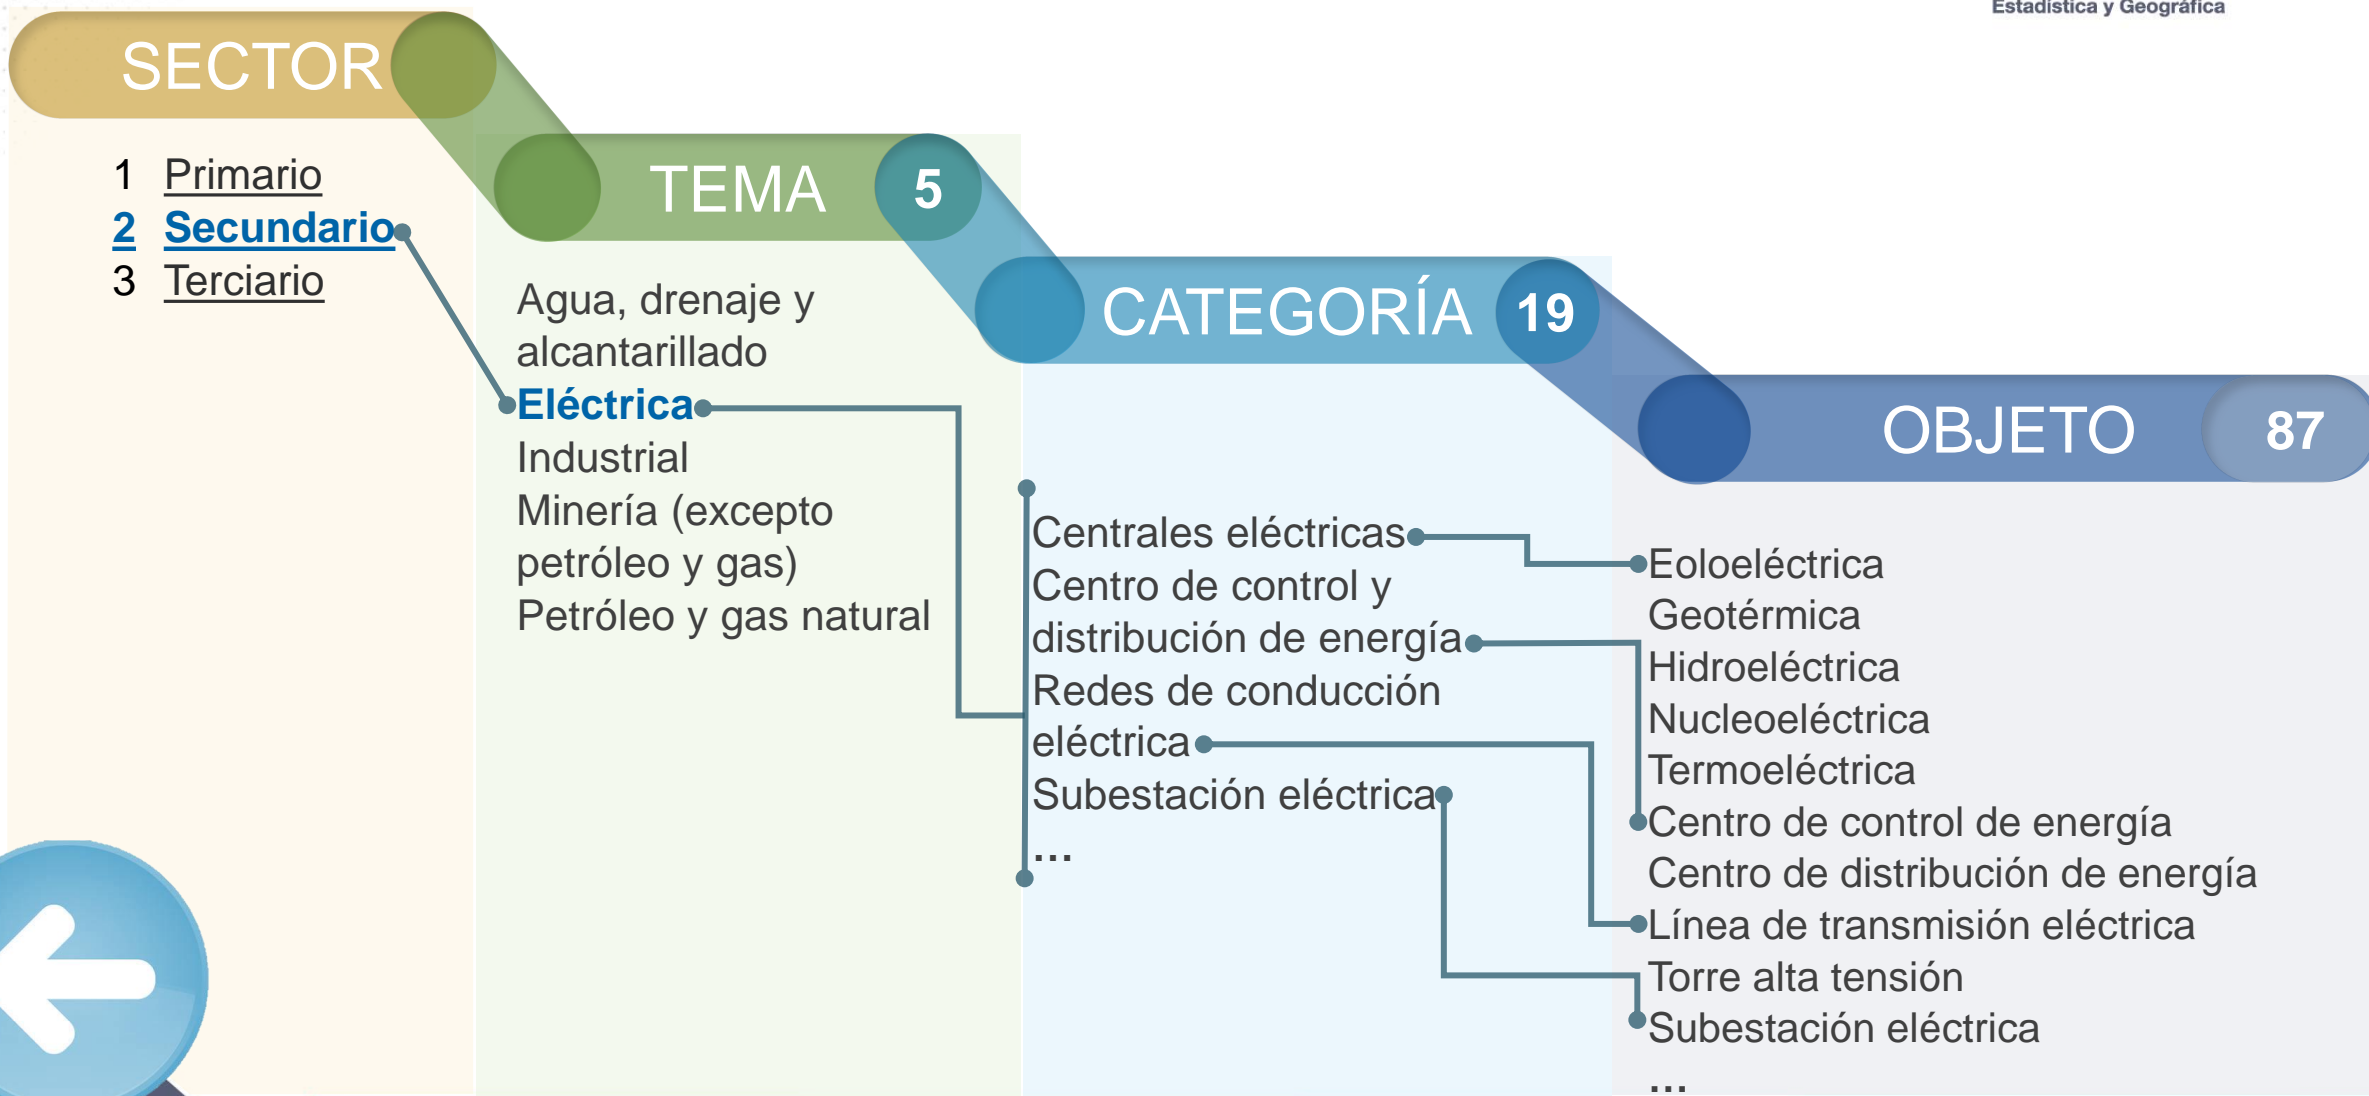 Estadística y Geográfica
SECTOR
1 Primario
2 Secundario
3 Terciario
TEMA 5
Agua, drenaje y
alcantarillado
Eléctrica
Industrial
Minería (excepto
petróleo y gas)
Petróleo y gas natural
CATEGORÍA 19
Centrales eléctricas
Centro de control y
distribución de energía
Redes de conducción
eléctrica
Subestación eléctrica
...
OBJETO 87
Eoloeléctrica
Geotérmica
Hidroeléctrica
Nucleoeléctrica
Termoeléctrica
Centro de control de energía
Centro de distribución de energía
Línea de transmisión eléctrica
Torre alta tensión
Subestación eléctrica
...